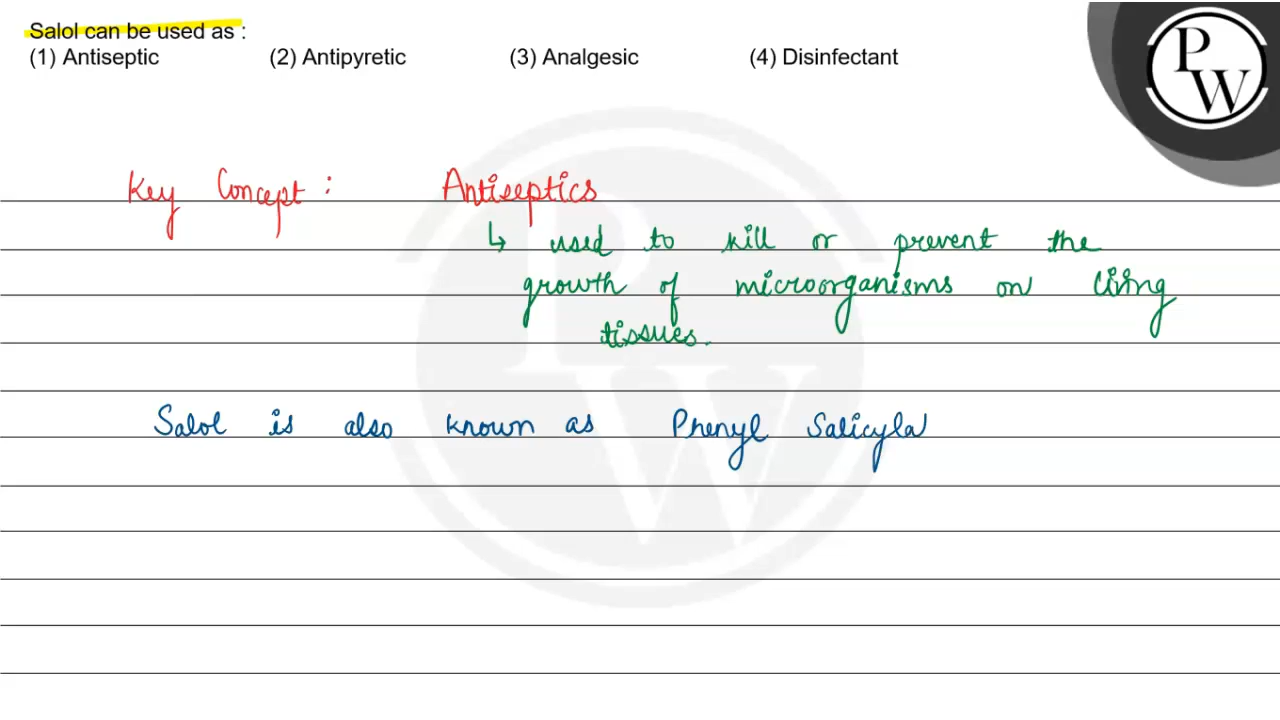 Salol can be used as :
(1) Antiseptic (2) Antipyretic (3) Analgesic (4) Disinfectant
P
W
Key Concept : Antiseptics
↳ used to kill or prevent the
growth of microorganisms on living
tissues.
Salol is also known as Phenyl Salicyla